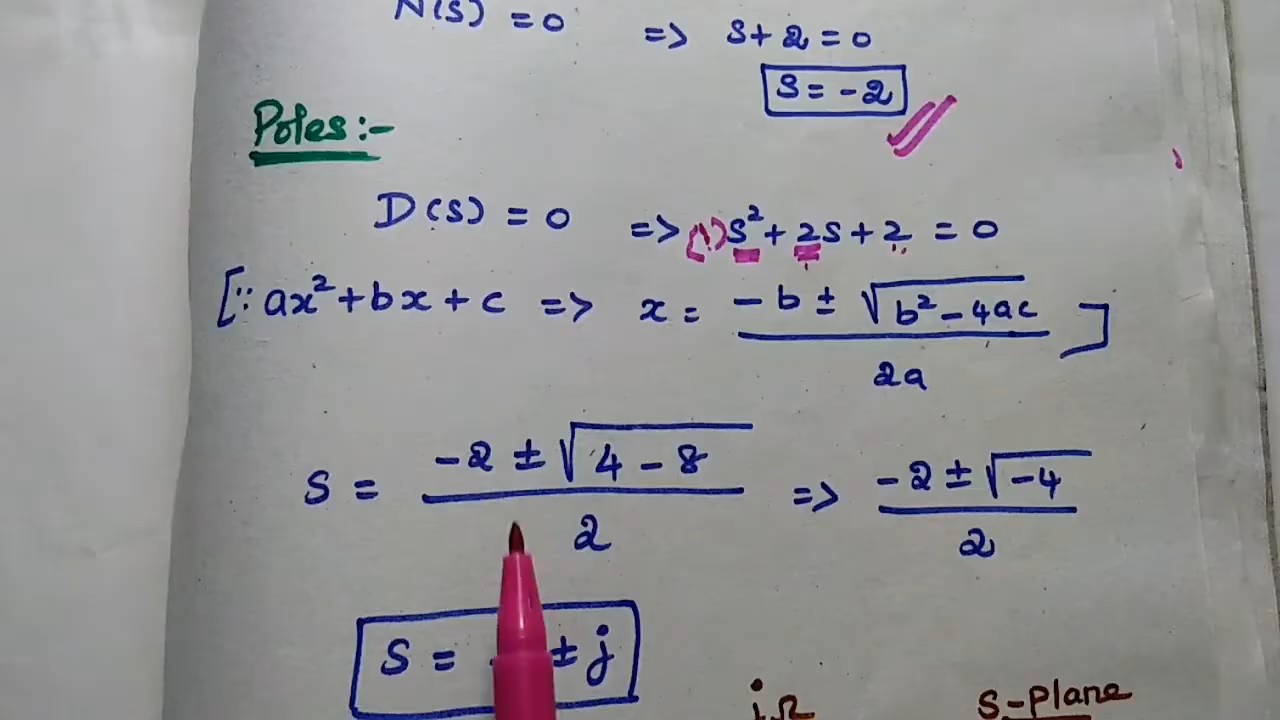 N(S) = 0 => S+2 = 0
S = -2
Poles:-
D(S) = 0 => (1)S²+2S+2 = 0
[∵ ax²+bx+c => x = (-b ± √(b²-4ac)) / 2a ]
S = (-2 ± √(4-8)) / 2 => (-2 ± √(-4)) / 2
S = ± j
jΩ S-plane